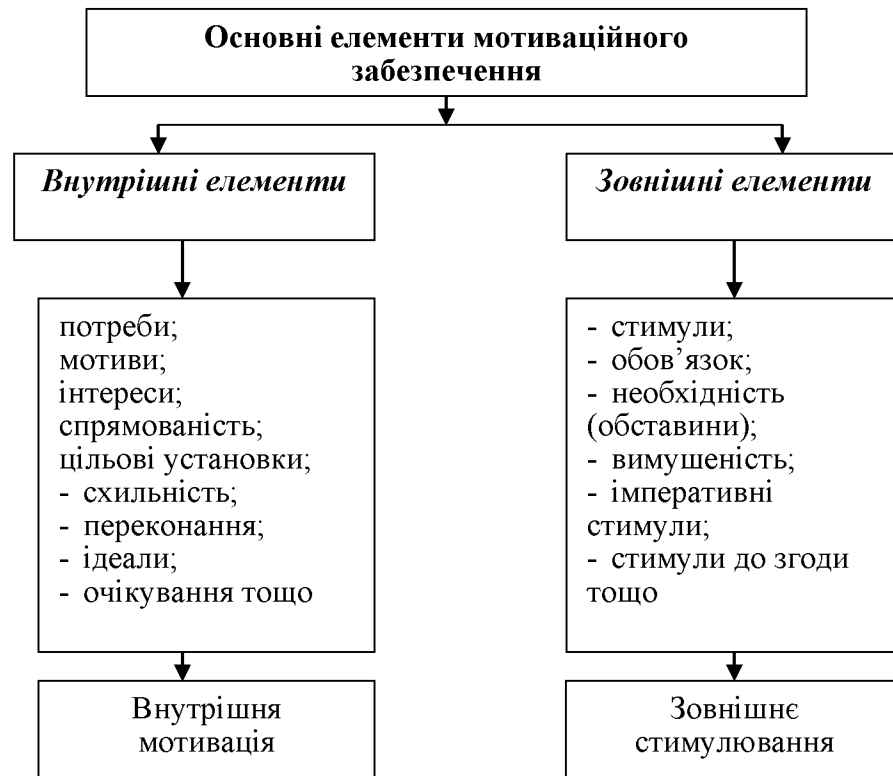 Основні елементи мотиваційного
забезпечення
Внутрішні елементи
Зовнішні елементи
потреби;
мотиви;
інтереси;
спрямованість;
цільові установки;
- схильність;
- переконання;
- ідеали;
- очікування тощо
- стимули;
- обов’язок;
- необхідність
(обставини);
- вимушеність;
- імперативні
стимули;
- стимули до згоди
тощо
Внутрішня
мотивація
Зовнішнє
стимулювання